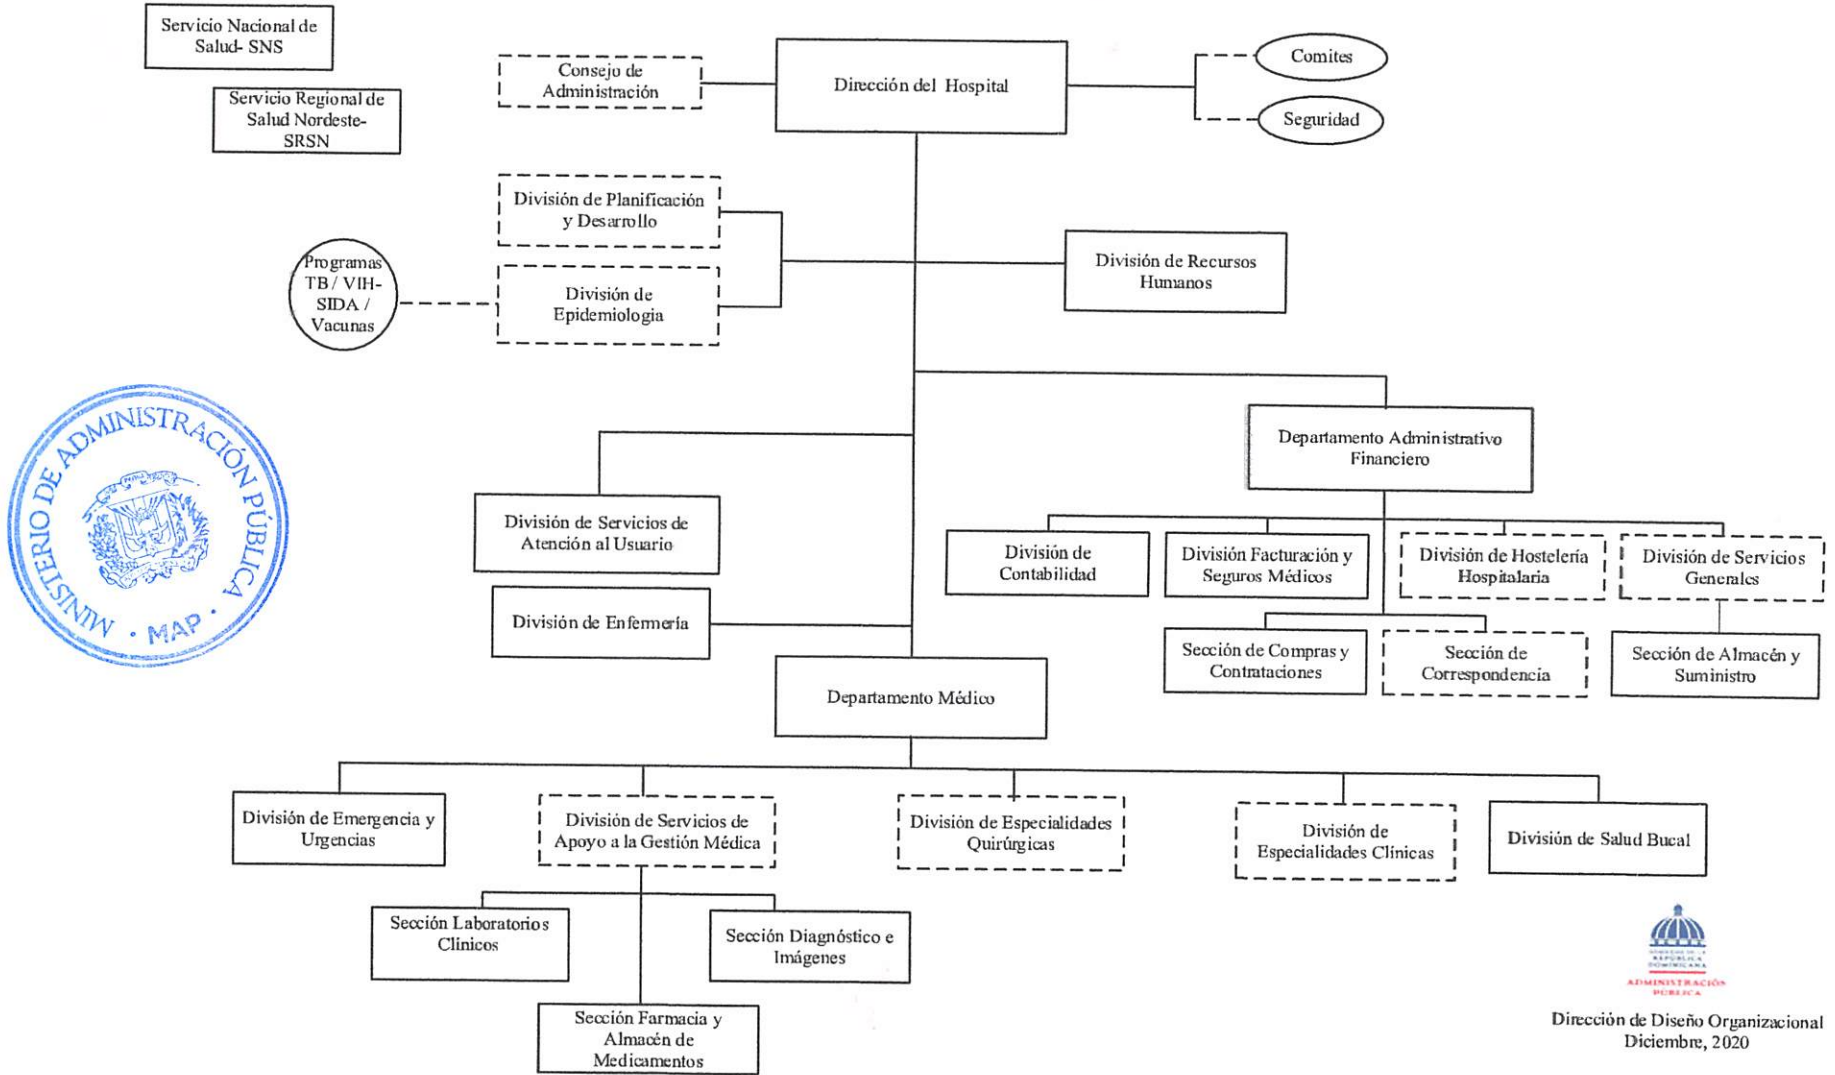 Servicio Nacional de
Salud- SNS
Servicio Regional de
Salud Nordeste-
SRSN
Consejo de
Administración
Dirección del Hospital
Comites
Seguridad
División de Planificación
y Desarrollo
División de
Epidemiologia
Programas
TB / VIH-
SIDA /
Vacunas
División de Recursos
Humanos
MINISTERIO DE ADMINISTRACIÓN PÚBLICA
· MAP ·
Departamento Administrativo
Financiero
División de Servicios de
Atención al Usuario
División de Enfermería
División de
Contabilidad
División Facturación y
Seguros Médicos
División de Hostelería
Hospitalaria
División de Servicios
Generales
Sección de Compras y
Contrataciones
Sección de
Correspondencia
Sección de Almacén y
Suministro
Departamento Médico
División de Emergencia y
Urgencias
División de Servicios de
Apoyo a la Gestión Médica
División de Especialidades
Quirúrgicas
División de
Especialidades Clínicas
División de Salud Bucal
Sección Laboratorios
Clínicos
Sección Diagnóstico e
Imágenes
Sección Farmacia y
Almacén de
Medicamentos
GOBIERNO DE LA
REPÚBLICA
DOMINICANA
ADMINISTRACIÓN
PÚBLICA
Dirección de Diseño Organizacional
Diciembre, 2020